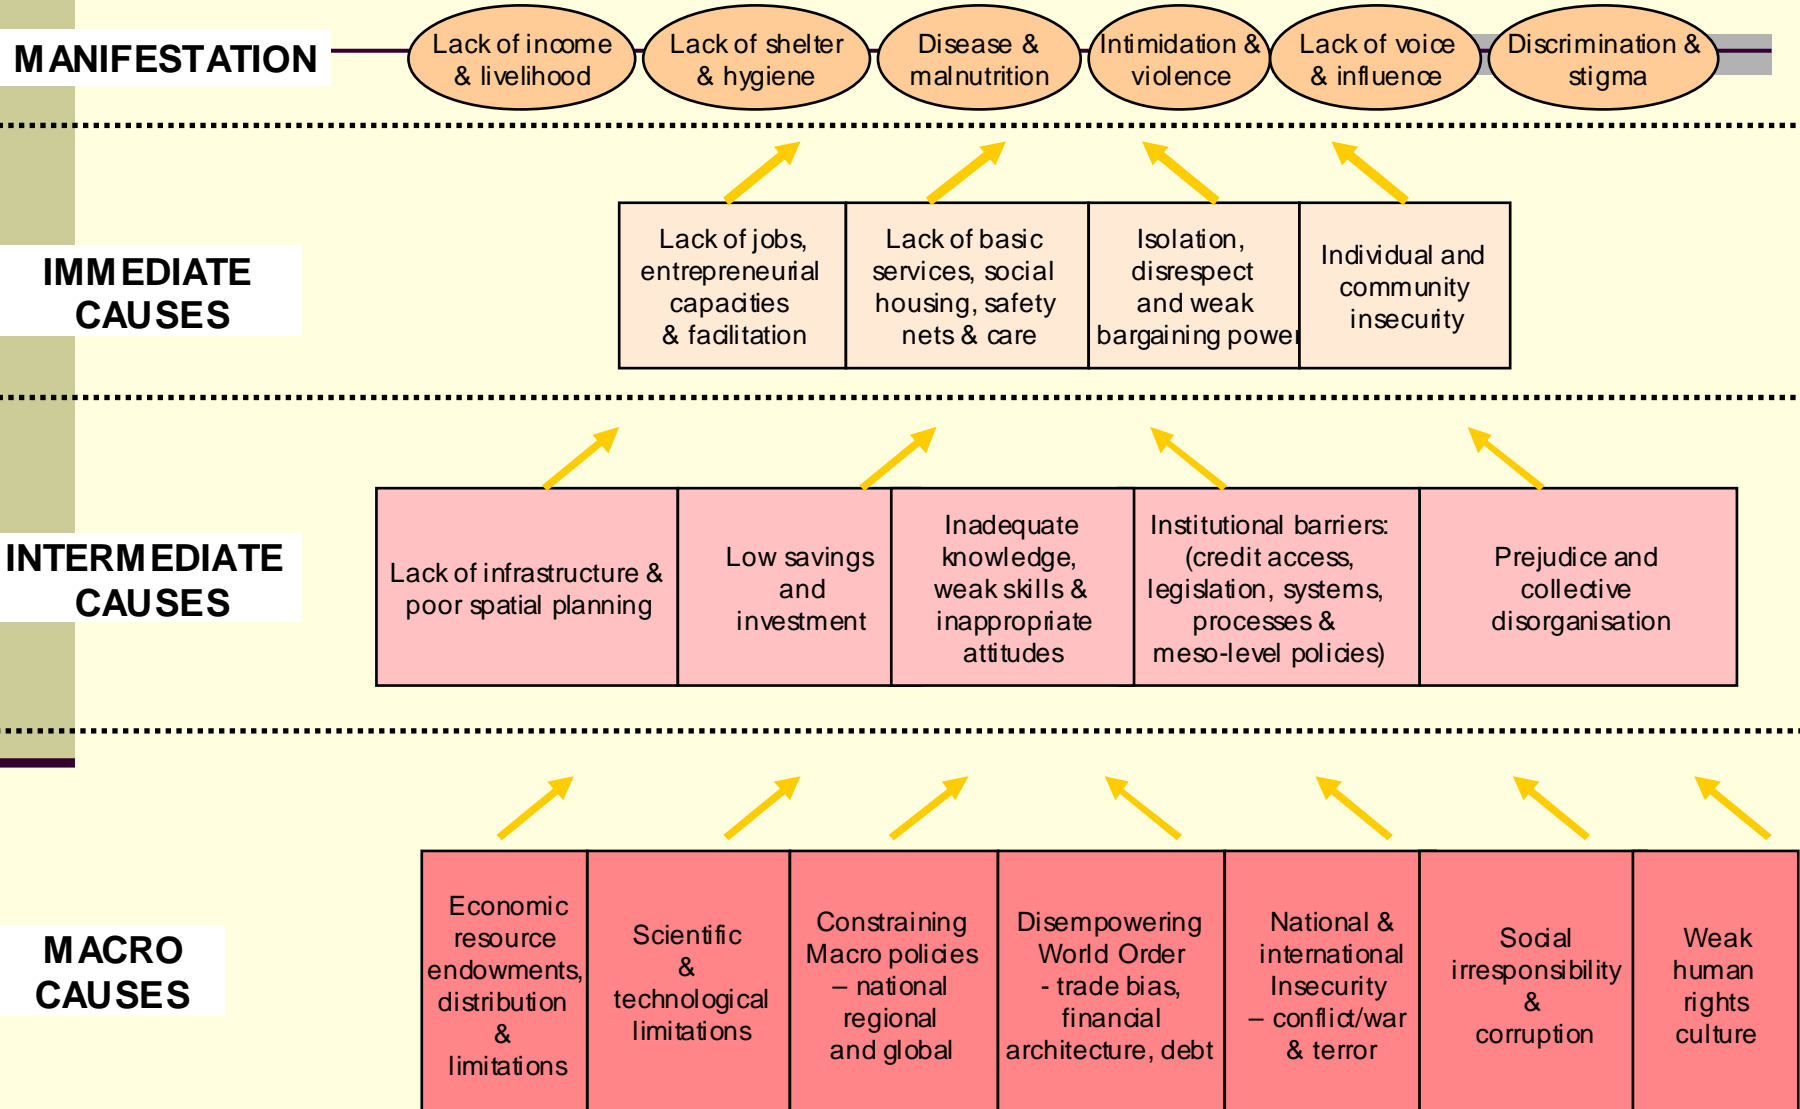 MANIFESTATION
Lack of income
& livelihood
Lack of shelter
& hygiene
Disease &
malnutrition
Intimidation &
violence
Lack of voice
& influence
Discrimination &
stigma
IMMEDIATE
CAUSES
Lack of jobs,
entrepreneurial
capacities
& facilitation
Lack of basic
services, social
housing, safety
nets & care
Isolation,
disrespect
and weak
bargaining power
Individual and
community
insecurity
INTERMEDIATE
CAUSES
Lack of infrastructure &
poor spatial planning
Low savings
and
investment
Inadequate
knowledge,
weak skills &
inappropriate
attitudes
Institutional barriers:
(credit access,
legislation, systems,
processes &
meso-level policies)
Prejudice and
collective
disorganisation
MACRO
CAUSES
Economic
resource
endowments,
distribution
&
limitations
Scientific
&
technological
limitations
Constraining
Macro policies
– national
regional
and global
Disempowering
World Order
- trade bias,
financial
architecture, debt
National &
international
Insecurity
– conflict/war
& terror
Social
irresponsibility
&
corruption
Weak
human
rights
culture